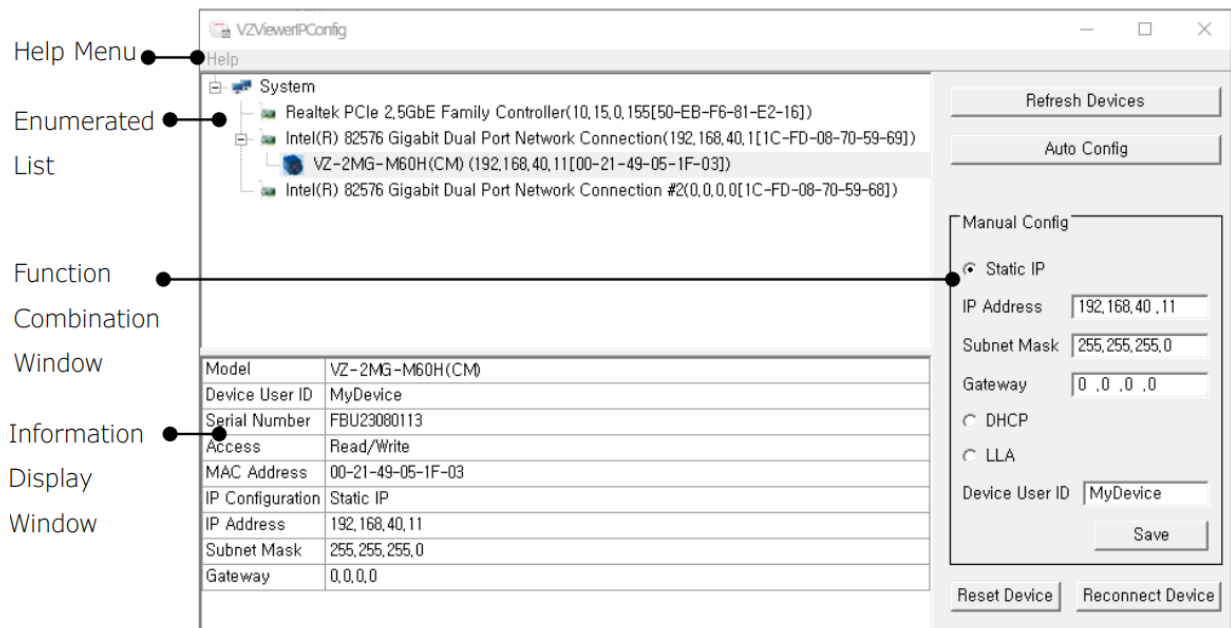 VZViewerIPConfig
Help Menu
Help
System
Enumerated
List
Realtek PCIe 2,5GbE Family Controller(10,15,0,155[50-EB-F6-81-E2-16])
Intel(R) 82576 Gigabit Dual Port Network Connection(192,168,40,1[1C-FD-08-70-59-69])
VZ-2MG-M60H(CM) (192,168,40,11[00-21-49-05-1F-03])
Intel(R) 82576 Gigabit Dual Port Network Connection #2(0,0,0,0[1C-FD-08-70-59-68])
Refresh Devices
Auto Config
Function
Combination
Window
Manual Config
Static IP
IP Address 192,168,40 ,11
Subnet Mask 255,255,255,0
Gateway 0 ,0 ,0 ,0
DHCP
LLA
Device User ID MyDevice
Save
Reset Device Reconnect Device
Information
Display
Window
Model VZ-2MG-M60H(CM)
Device User ID MyDevice
Serial Number FBU23080113
Access Read/Write
MAC Address 00-21-49-05-1F-03
IP Configuration Static IP
IP Address 192,168,40,11
Subnet Mask 255,255,255,0
Gateway 0,0,0,0